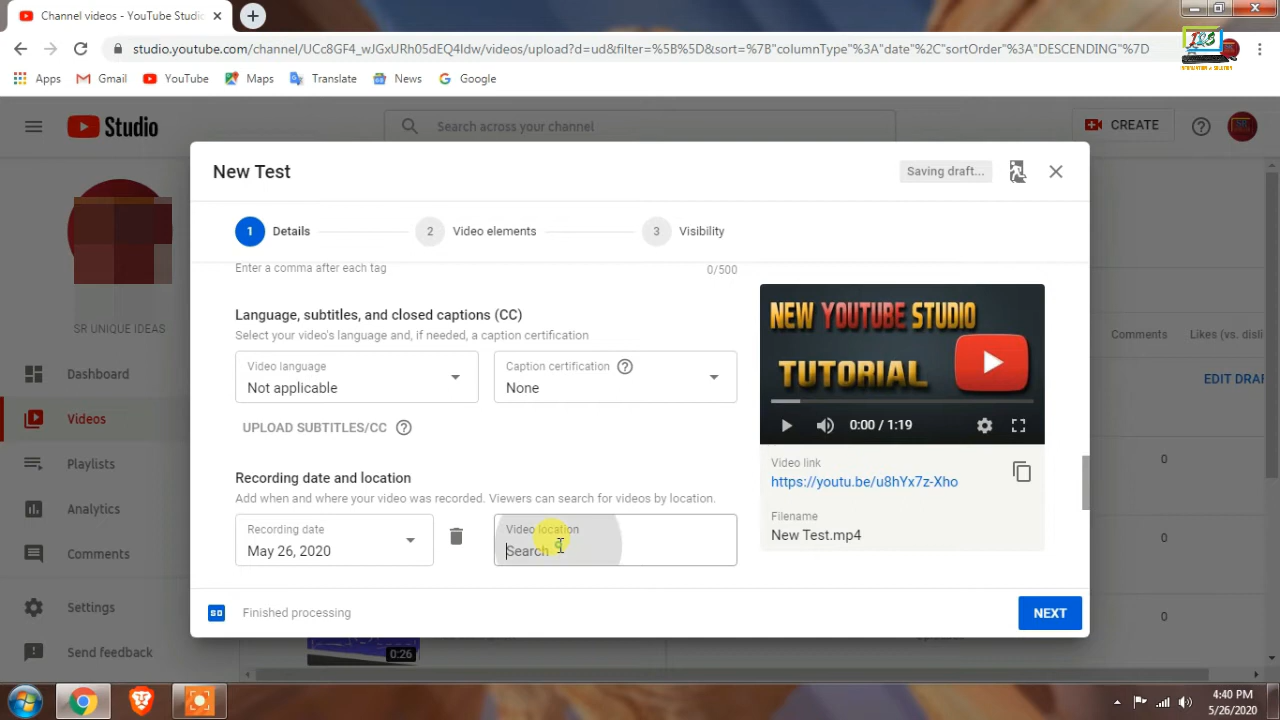 Channel videos - YouTube Studio
studio.youtube.com/channel/UCc8GF4_wJGxURh05dEQ4Idw/videos/upload?d=ud&filter=%5B%5D&sort=%7B"columnType"%3A"date"%2C"sortOrder"%3A"DESCENDING"%7D
Apps Gmail YouTube Maps Translate News Google
Studio
Search across your channel
CREATE
New Test
Saving draft...
1 Details 2 Video elements 3 Visibility
Enter a comma after each tag 0/500
Language, subtitles, and closed captions (CC)
Select your video's language and, if needed, a caption certification
Video language
Not applicable
Caption certification
None
UPLOAD SUBTITLES/CC
Recording date and location
Add when and where your video was recorded. Viewers can search for videos by location.
Recording date
May 26, 2020
Video location
Search
NEW YOUTUBE STUDIO
TUTORIAL
0:00 / 1:19
Video link
https://youtu.be/u8hYx7z-Xho
Filename
New Test.mp4
SD Finished processing
NEXT
SR UNIQUE IDEAS
Dashboard
Videos
Playlists
Analytics
Comments
Settings
Send feedback
Comments Likes (vs. disli
EDIT DRAF
0
0
0
0:26
4:40 PM
5/26/2020